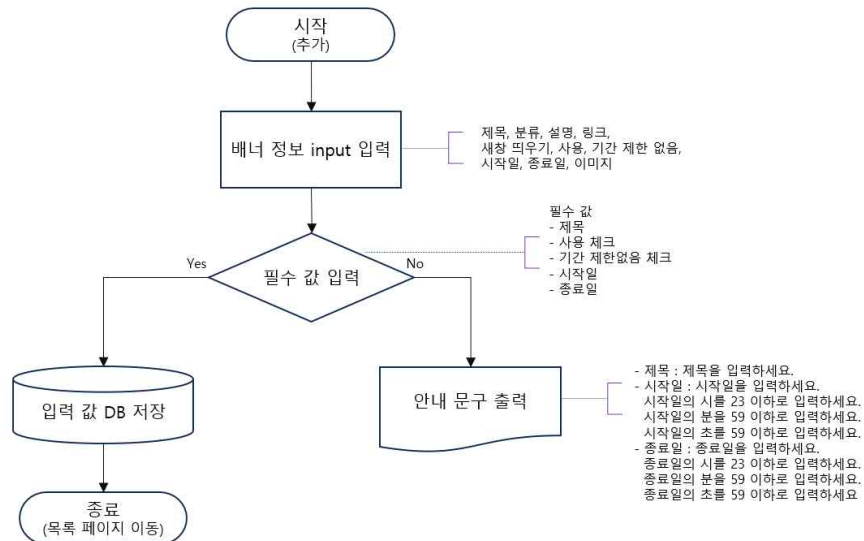 시작
(추가)
배너 정보 input 입력
제목, 분류, 설명, 링크,
새창 띄우기, 사용, 기간 제한 없음,
시작일, 종료일, 이미지
필수 값
- 제목
- 사용 체크
- 기간 제한없음 체크
- 시작일
- 종료일
Yes
필수 값 입력
No
입력 값 DB 저장
안내 문구 출력
- 제목 : 제목을 입력하세요.
- 시작일 : 시작일을 입력하세요.
시작일의 시를 23 이하로 입력하세요.
시작일의 분을 59 이하로 입력하세요.
시작일의 초를 59 이하로 입력하세요.
- 종료일 : 종료일을 입력하세요.
종료일의 시를 23 이하로 입력하세요.
종료일의 분을 59 이하로 입력하세요.
종료일의 초를 59 이하로 입력하세요
종료
(목록 페이지 이동)